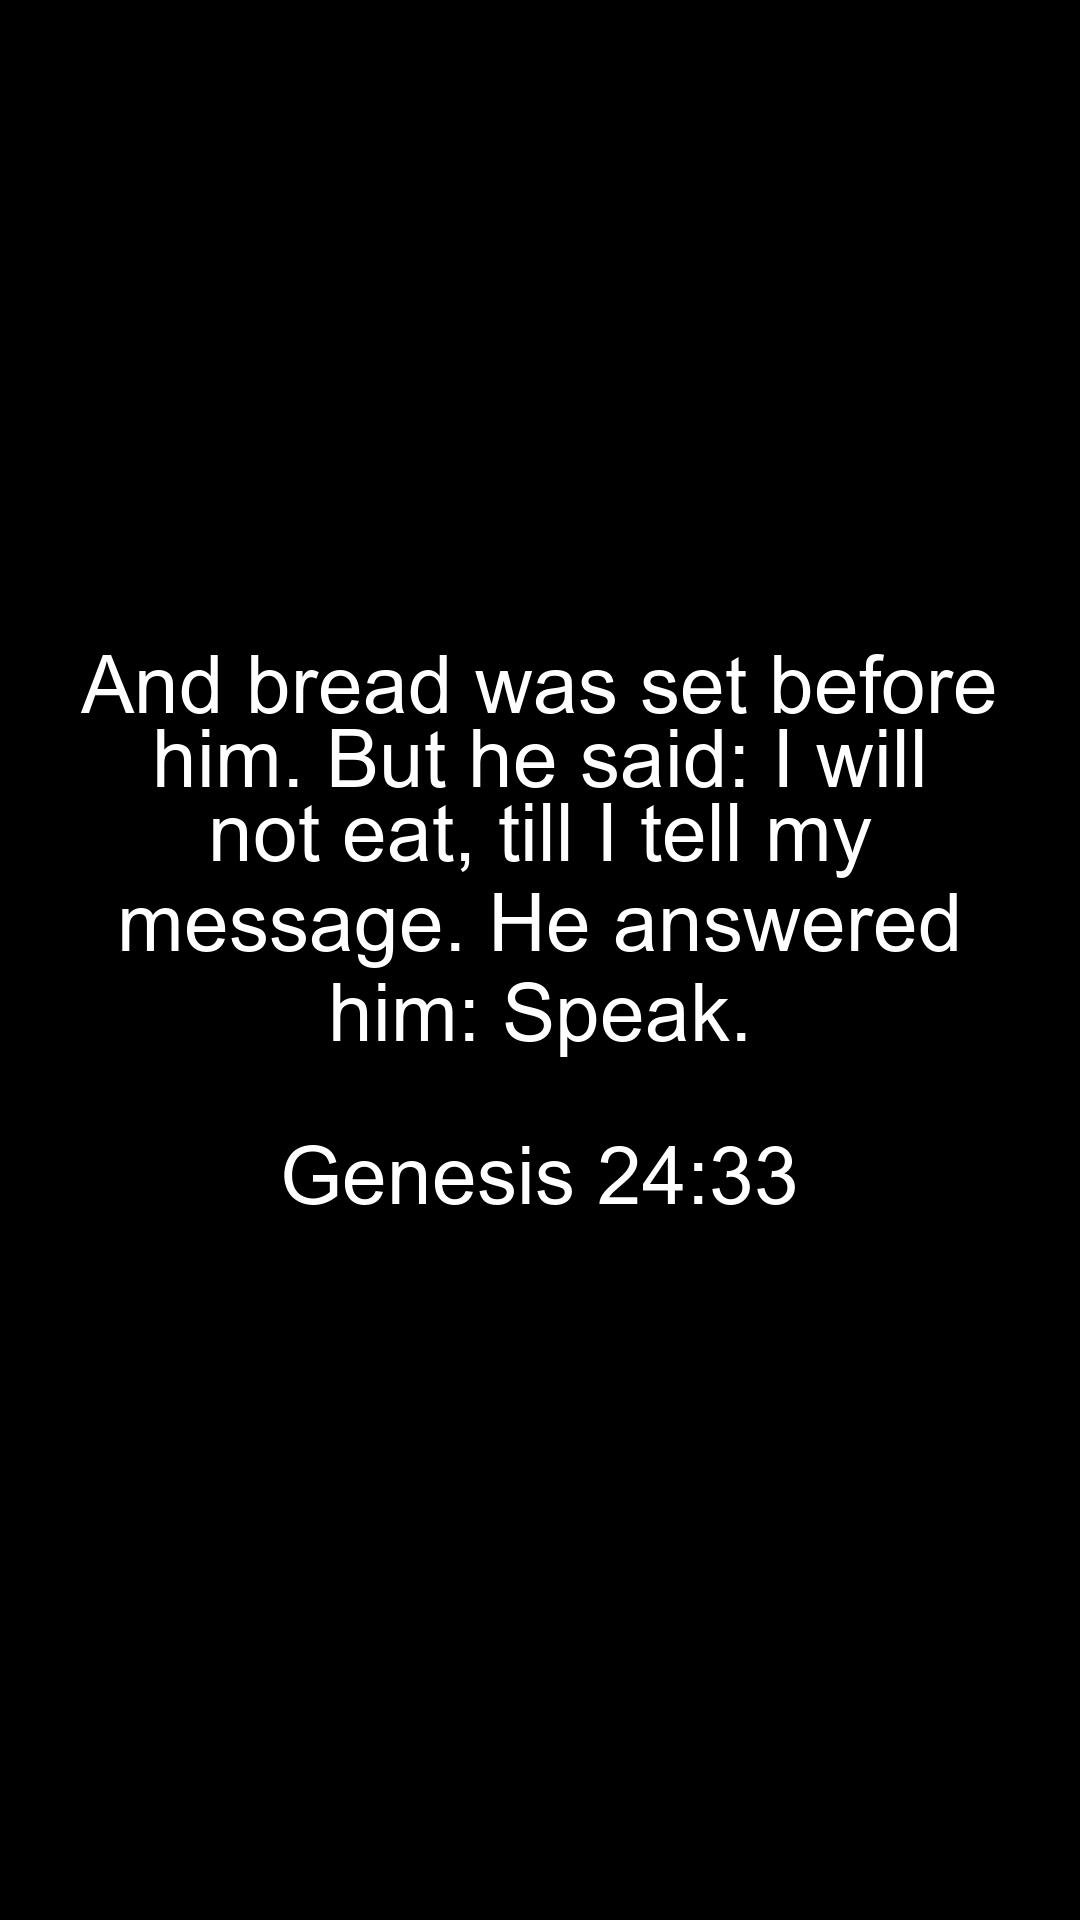 And bread was set before
him. But he said: I will
not eat, till I tell my
message. He answered
him: Speak.
Genesis 24:33